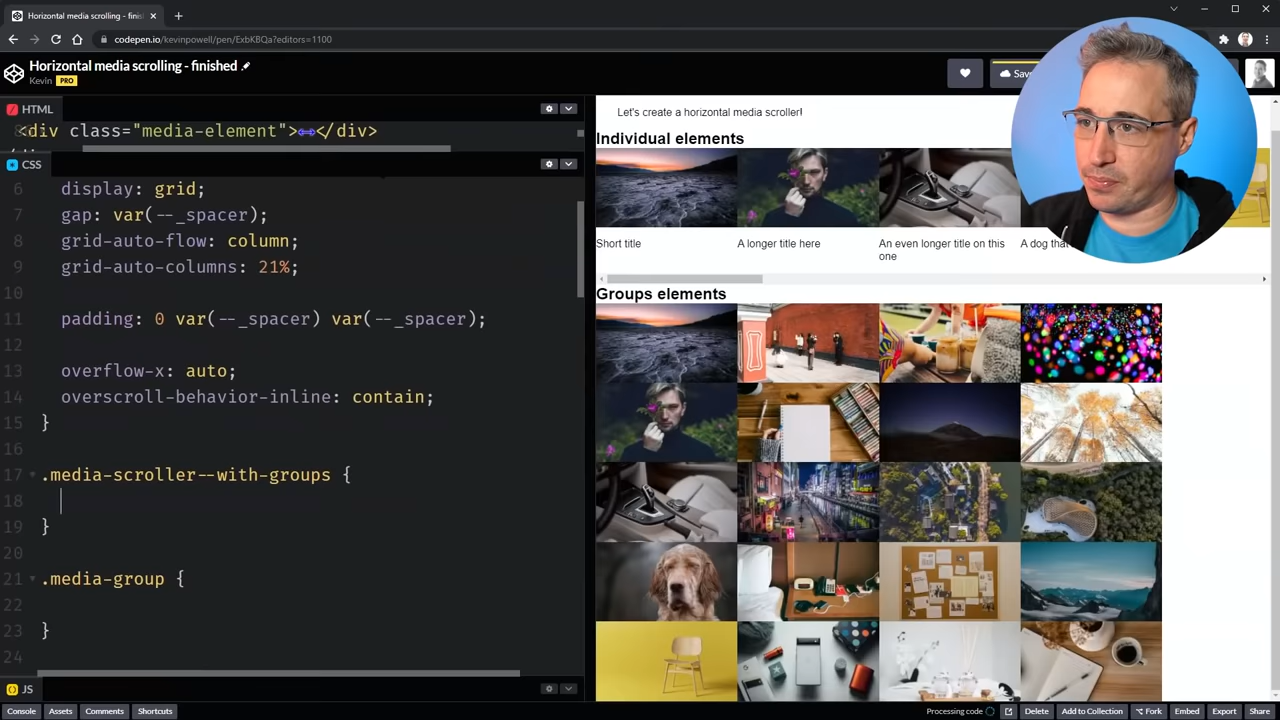 Horizontal media scrolling - finis
codepen.io/kevinpowell/pen/ExbKBQa?editors=1100
Horizontal media scrolling - finished
Kevin PRO
Sav
HTML
<div class="media-element"></div>
CSS
6 display: grid;
7 gap: var(--_spacer);
8 grid-auto-flow: column;
9 grid-auto-columns: 21%;
10
11 padding: 0 var(--_spacer) var(--_spacer);
12
13 overflow-x: auto;
14 overscroll-behavior-inline: contain;
15 }
16
17 .media-scroller--with-groups {
18
19 }
20
21 .media-group {
22
23 }
24
JS
Let's create a horizontal media scroller!
Individual elements
Short title
A longer title here
An even longer title on this
one
A dog tha
Groups elements
Console Assets Comments Shortcuts
Processing code Delete Add to Collection Fork Embed Export Share